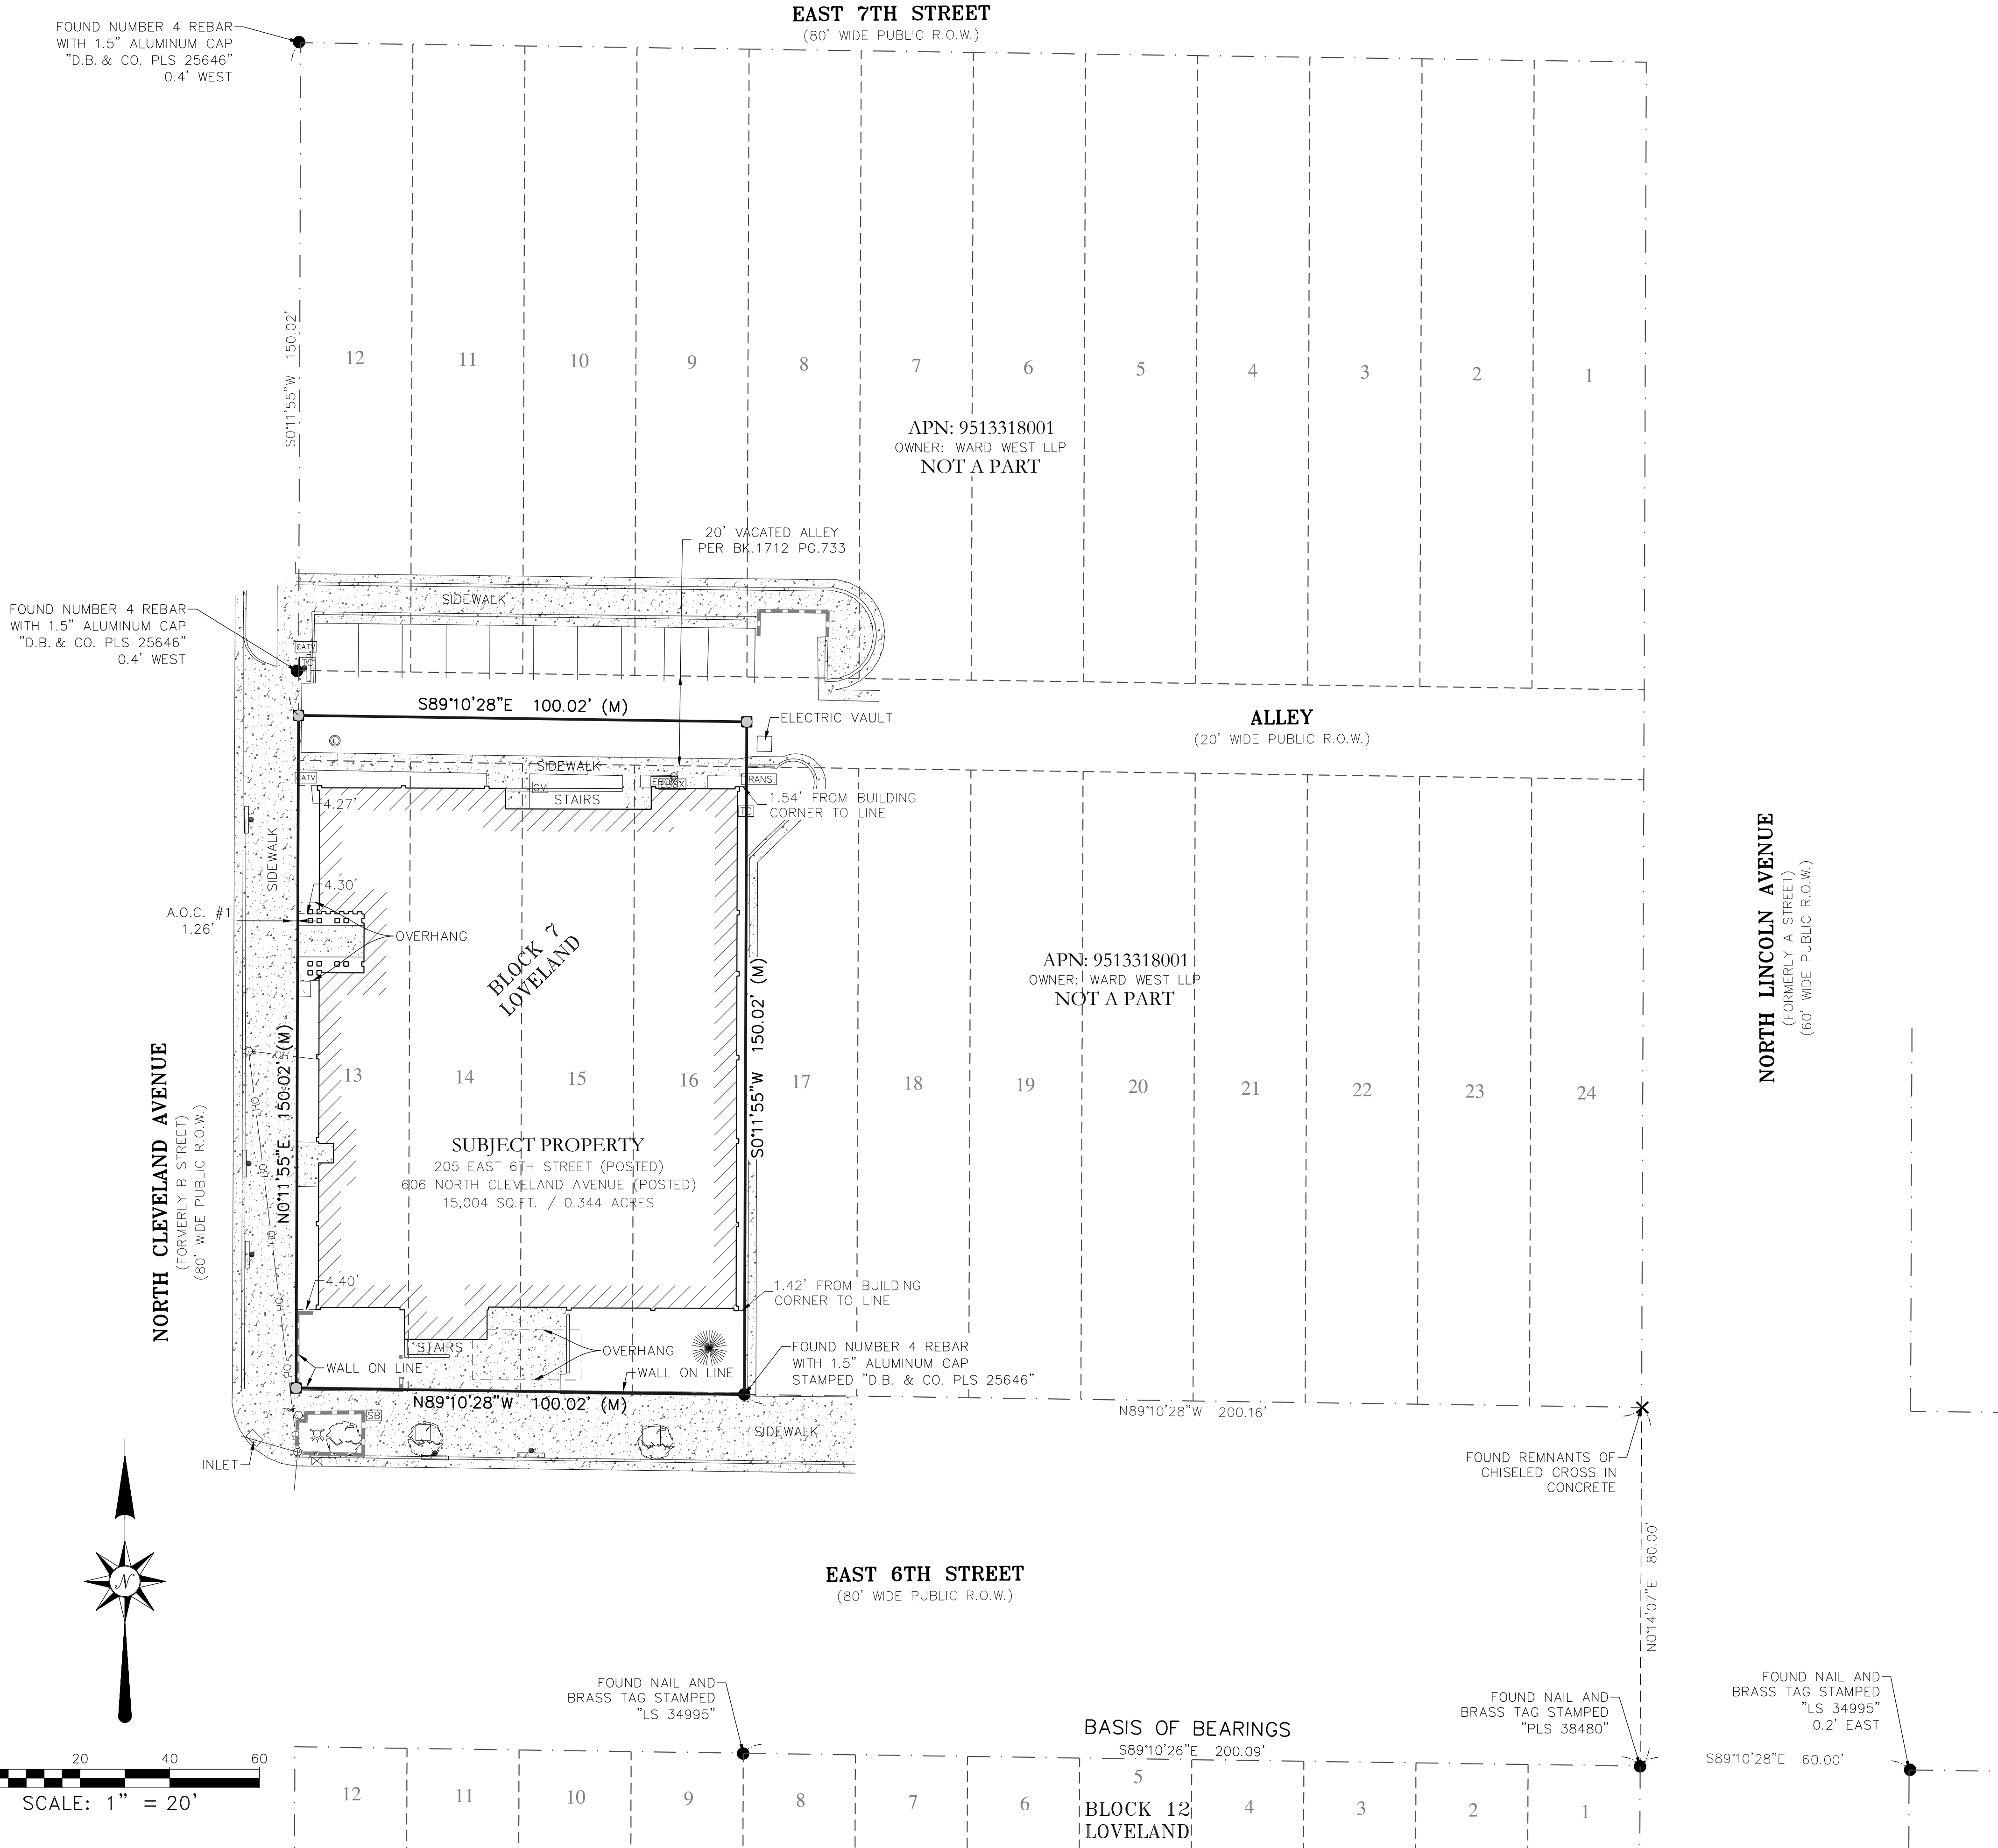 EAST 7TH STREET
(80' WIDE PUBLIC R.O.W.)
FOUND NUMBER 4 REBAR
WITH 1.5" ALUMINUM CAP
"D.B. & CO. PLS 25646"
0.4' WEST
S0°11'55"W 150.02'
12
11
10
9
8
7
6
5
4
3
2
1
APN: 9513318001
OWNER: WARD WEST LLP
NOT A PART
20' VACATED ALLEY
PER BK.1712 PG.733
SIDEWALK
FOUND NUMBER 4 REBAR
WITH 1.5" ALUMINUM CAP
"D.B. & CO. PLS 25646"
0.4' WEST
CATV
S89°10'28"E 100.02' (M)
ELECTRIC VAULT
ALLEY
(20' WIDE PUBLIC R.O.W.)
E
SIDEWALK
CATV
GM
STAIRS
TRANS.
TC
4.27'
1.54' FROM BUILDING
CORNER TO LINE
SIDEWALK
4.30'
A.O.C. #1
1.26'
OVERHANG
BLOCK 7
LOVELAND
S0°11'55"W 150.02' (M)
N0°11'55"E 150.02' (M)
APN: 9513318001
OWNER: WARD WEST LLP
NOT A PART
NORTH LINCOLN AVENUE
(FORMERLY A STREET)
(60' WIDE PUBLIC R.O.W.)
NORTH CLEVELAND AVENUE
(FORMERLY B STREET)
(80' WIDE PUBLIC R.O.W.)
13
14
15
16
17
18
19
20
21
22
23
24
OH
OH
OH
OH
OH
OH
SUBJECT PROPERTY
205 EAST 6TH STREET (POSTED)
606 NORTH CLEVELAND AVENUE (POSTED)
15,004 SQ.FT. / 0.344 ACRES
4.40'
1.42' FROM BUILDING
CORNER TO LINE
STAIRS
OVERHANG
WALL ON LINE
WALL ON LINE
FOUND NUMBER 4 REBAR
WITH 1.5" ALUMINUM CAP
STAMPED "D.B. & CO. PLS 25646"
N89°10'28"W 100.02' (M)
N89°10'28"W 200.16'
SB
SIDEWALK
INLET
FOUND REMNANTS OF
CHISELED CROSS IN
CONCRETE
N0°14'07"E 80.00'
EAST 6TH STREET
(80' WIDE PUBLIC R.O.W.)
N
FOUND NAIL AND
BRASS TAG STAMPED
"LS 34995"
BASIS OF BEARINGS
S89°10'26"E 200.09'
FOUND NAIL AND
BRASS TAG STAMPED
"PLS 38480"
FOUND NAIL AND
BRASS TAG STAMPED
"LS 34995"
0.2' EAST
S89°10'28"E 60.00'
20
40
60
SCALE: 1" = 20'
12
11
10
9
8
7
6
5
4
3
2
1
BLOCK 12
LOVELAND